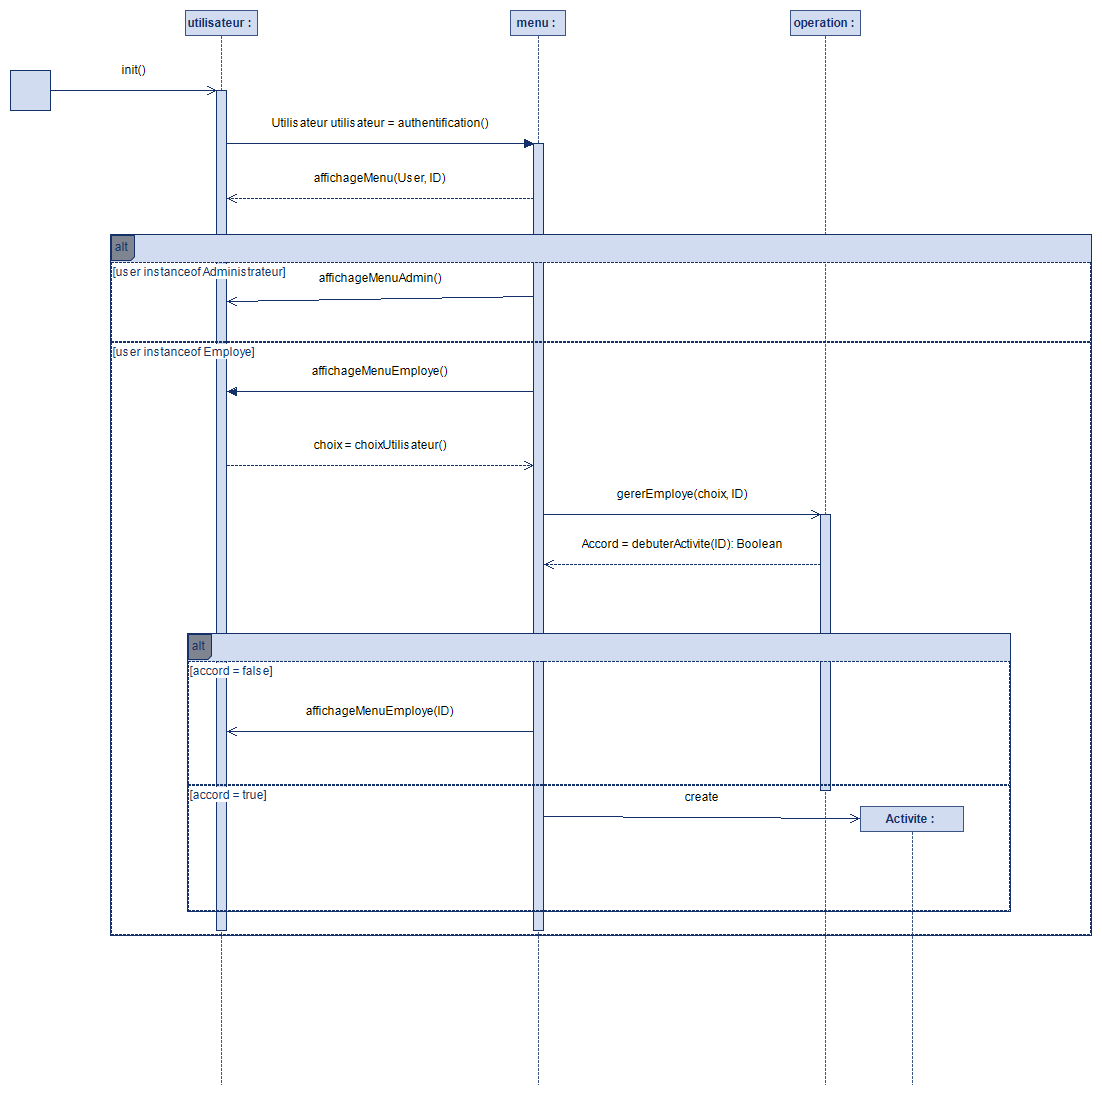 utilisateur :
menu :
operation :
init()
Utilisateur utilisateur = authentification()
affichageMenu(User, ID)
alt
[user instanceof Administrateur]
affichageMenuAdmin()
[user instanceof Employe]
affichageMenuEmploye()
choix = choixUtilisateur()
gererEmploye(choix, ID)
Accord = debuterActivite(ID): Boolean
alt
[accord = false]
affichageMenuEmploye(ID)
[accord = true]
create
Activite :